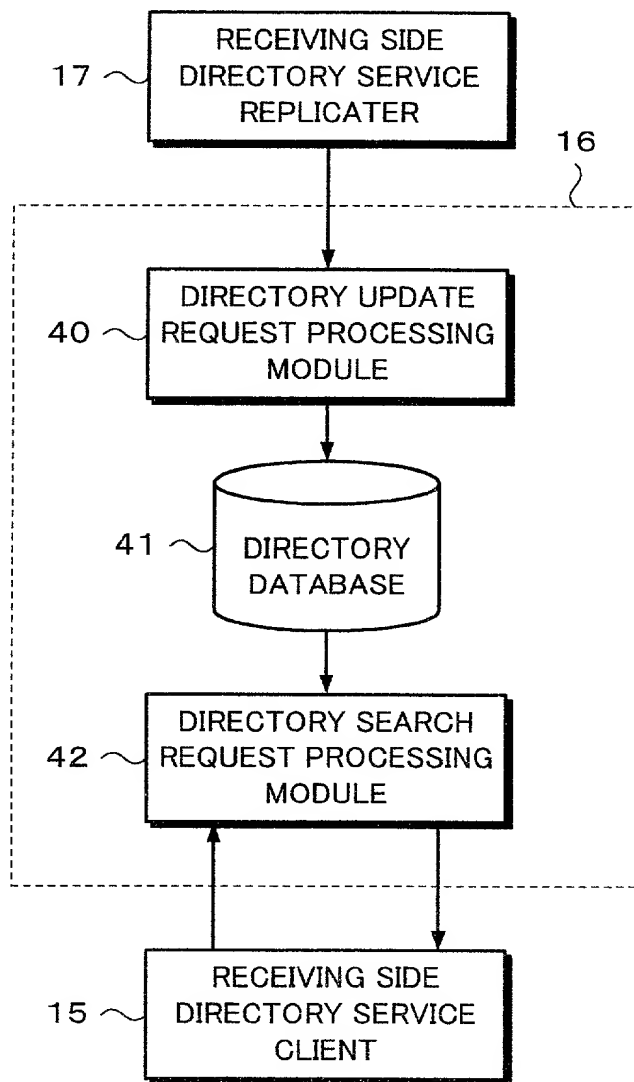 RECEIVING SIDE
17 DIRECTORY SERVICE
REPLICATER
16
DIRECTORY UPDATE
40 REQUEST PROCESSING
MODULE
41 DIRECTORY
DATABASE
DIRECTORY SEARCH
42 REQUEST PROCESSING
MODULE
RECEIVING SIDE
15 DIRECTORY SERVICE
CLIENT